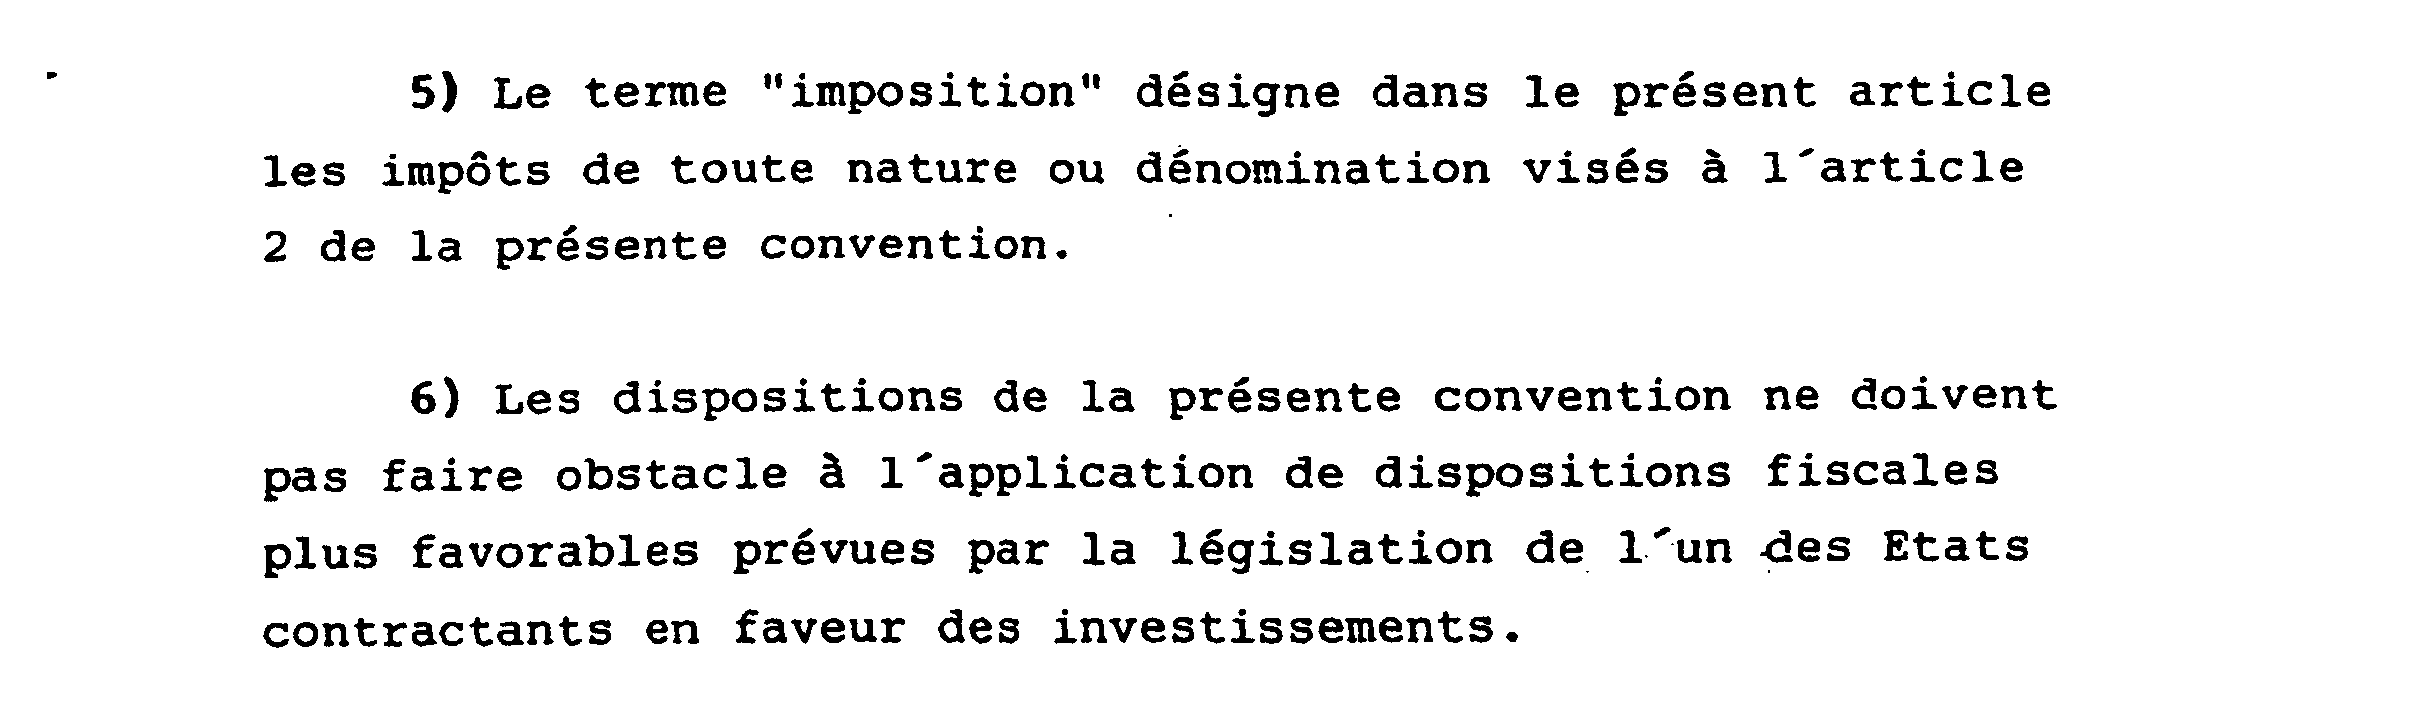 5) Le terme "imposition" désigne dans le présent article
les impôts de toute nature ou dénomination visés à l´article
2 de la présente convention.
6) Les dispositions de la présente convention ne doivent
pas faire obstacle à l´application de dispositions fiscales
plus favorables prévues par la législation de l´un des Etats
contractants en faveur des investissements.